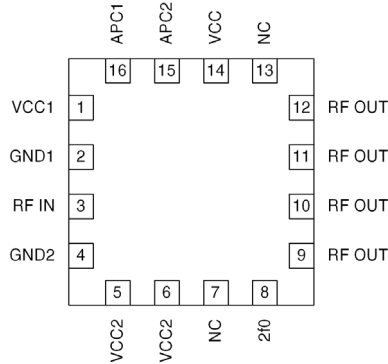 APC1
APC2
VCC
NC
16
15
14
13
VCC1
1
12
RF OUT
GND1
2
11
RF OUT
RF IN
3
10
RF OUT
GND2
4
9
RF OUT
5
6
7
8
VCC2
VCC2
NC
2f0